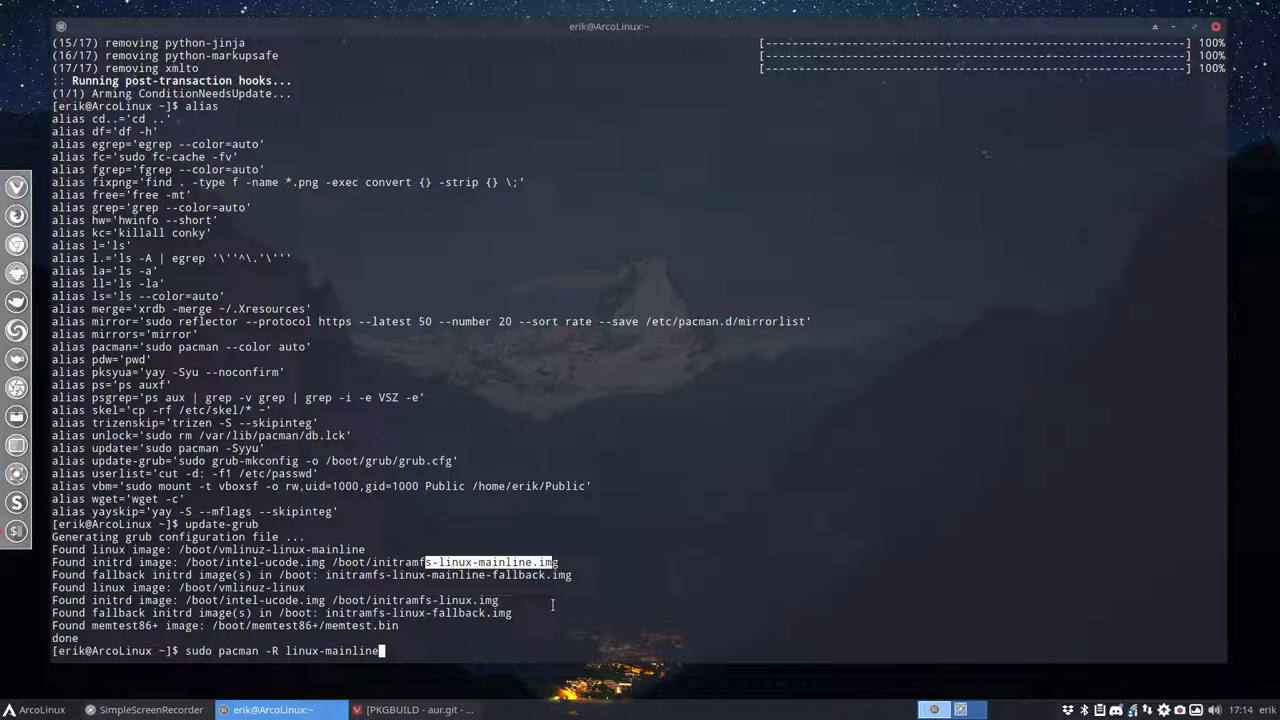 erik@ArcoLinux:~
(15/17) removing python-jinja [----------------------------------------------------------------] 100%
(16/17) removing python-markupsafe [----------------------------------------------------------------] 100%
(17/17) removing xmlto [----------------------------------------------------------------] 100%
:: Running post-transaction hooks...
(1/1) Arming ConditionNeedsUpdate...
[erik@ArcoLinux ~]$ alias
alias cd..='cd ..'
alias df='df -h'
alias egrep='egrep --color=auto'
alias fc='sudo fc-cache -fv'
alias fgrep='fgrep --color=auto'
alias fixpng='find . -type f -name *.png -exec convert {} -strip {} \;'
alias free='free -mt'
alias grep='grep --color=auto'
alias hw='hwinfo --short'
alias kc='killall conky'
alias l='ls'
alias l.='ls -A | egrep '\''^\.'\'''
alias la='ls -a'
alias ll='ls -la'
alias ls='ls --color=auto'
alias merge='xrdb -merge ~/.Xresources'
alias mirror='sudo reflector --protocol https --latest 50 --number 20 --sort rate --save /etc/pacman.d/mirrorlist'
alias mirrors='mirror'
alias pacman='sudo pacman --color auto'
alias pdw='pwd'
alias pksyua='yay -Syu --noconfirm'
alias ps='ps auxf'
alias psgrep='ps aux | grep -v grep | grep -i -e VSZ -e'
alias skel='cp -rf /etc/skel/* ~'
alias trizenskip='trizen -S --skipinteg'
alias unlock='sudo rm /var/lib/pacman/db.lck'
alias update='sudo pacman -Syyu'
alias update-grub='sudo grub-mkconfig -o /boot/grub/grub.cfg'
alias userlist='cut -d: -f1 /etc/passwd'
alias vbm='sudo mount -t vboxsf -o rw,uid=1000,gid=1000 Public /home/erik/Public'
alias wget='wget -c'
alias yayskip='yay -S --mflags --skipinteg'
[erik@ArcoLinux ~]$ update-grub
Generating grub configuration file ...
Found linux image: /boot/vmlinuz-linux-mainline
Found initrd image: /boot/intel-ucode.img /boot/initramfs-linux-mainline.img
Found fallback initrd image(s) in /boot: initramfs-linux-mainline-fallback.img
Found linux image: /boot/vmlinuz-linux
Found initrd image: /boot/intel-ucode.img /boot/initramfs-linux.img
Found fallback initrd image(s) in /boot: initramfs-linux-fallback.img
Found memtest86+ image: /boot/memtest86+/memtest.bin
done
[erik@ArcoLinux ~]$ sudo pacman -R linux-mainline
ArcoLinux SimpleScreenRecorder erik@ArcoLinux:~ [PKGBUILD - aur.git - ... 17:14 erik